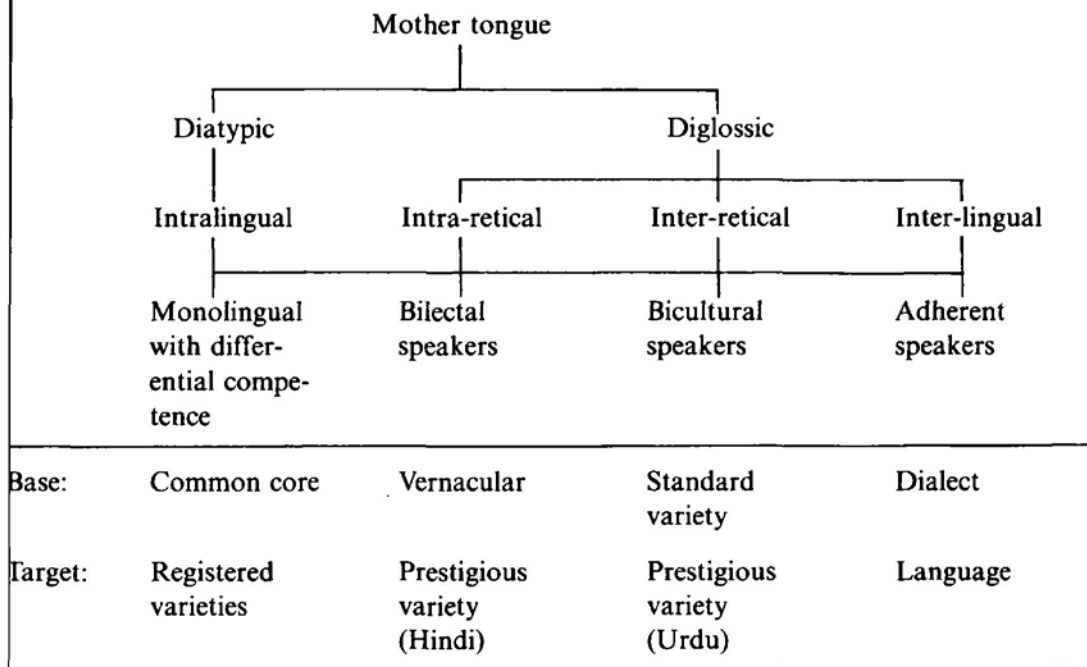 Mother tongue
Diatypic Diglossic
Intralingual Intra-retical Inter-retical Inter-lingual
Monolingual Bilectal Bicultural Adherent
with differ- speakers speakers speakers
ential compe-
tence
Base: Common core Vernacular Standard Dialect
variety
Target: Registered Prestigious Prestigious Language
varieties variety variety
(Hindi) (Urdu)